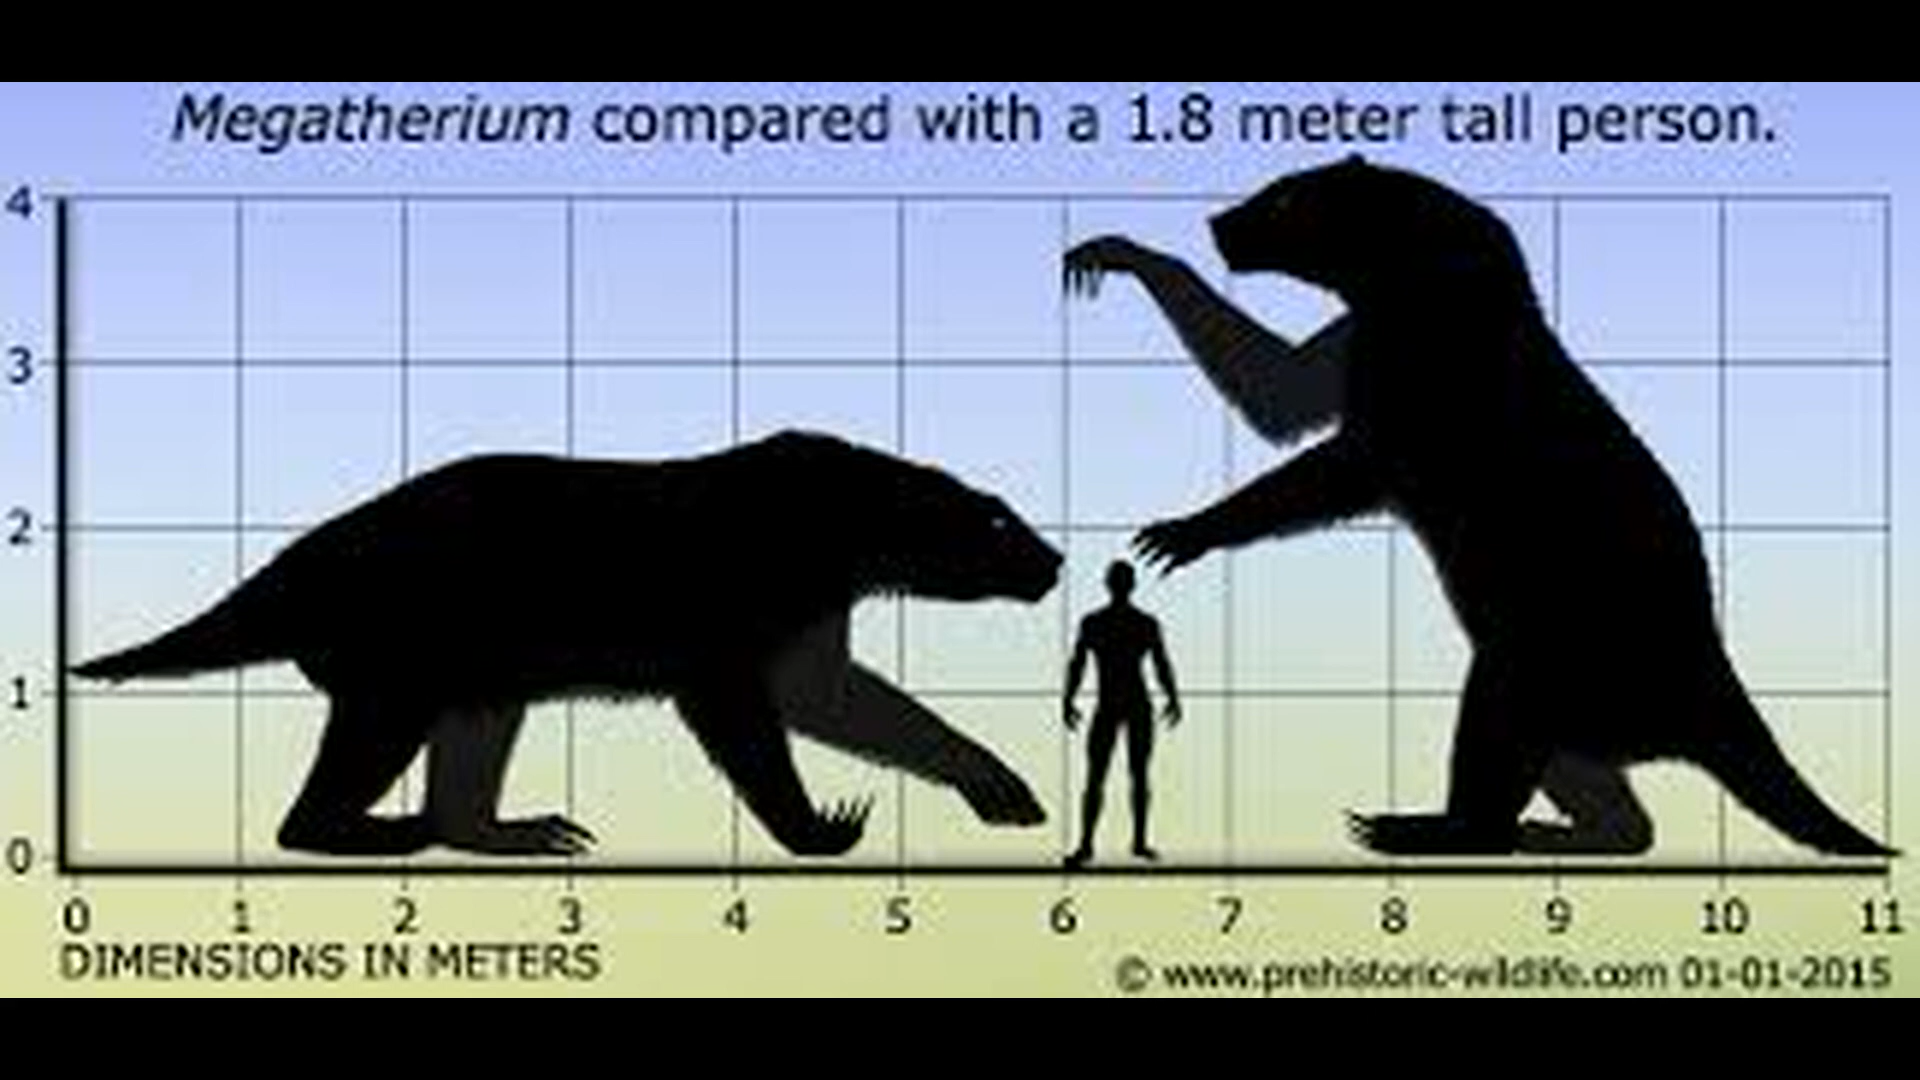 Megatherium compared with a 1.8 meter tall person.
4
3
2
1
0
0 1 2 3 4 5 6 7 8 9 10 11
DIMENSIONS IN METERS
© www.prehistoric-wildlife.com 01-01-2015